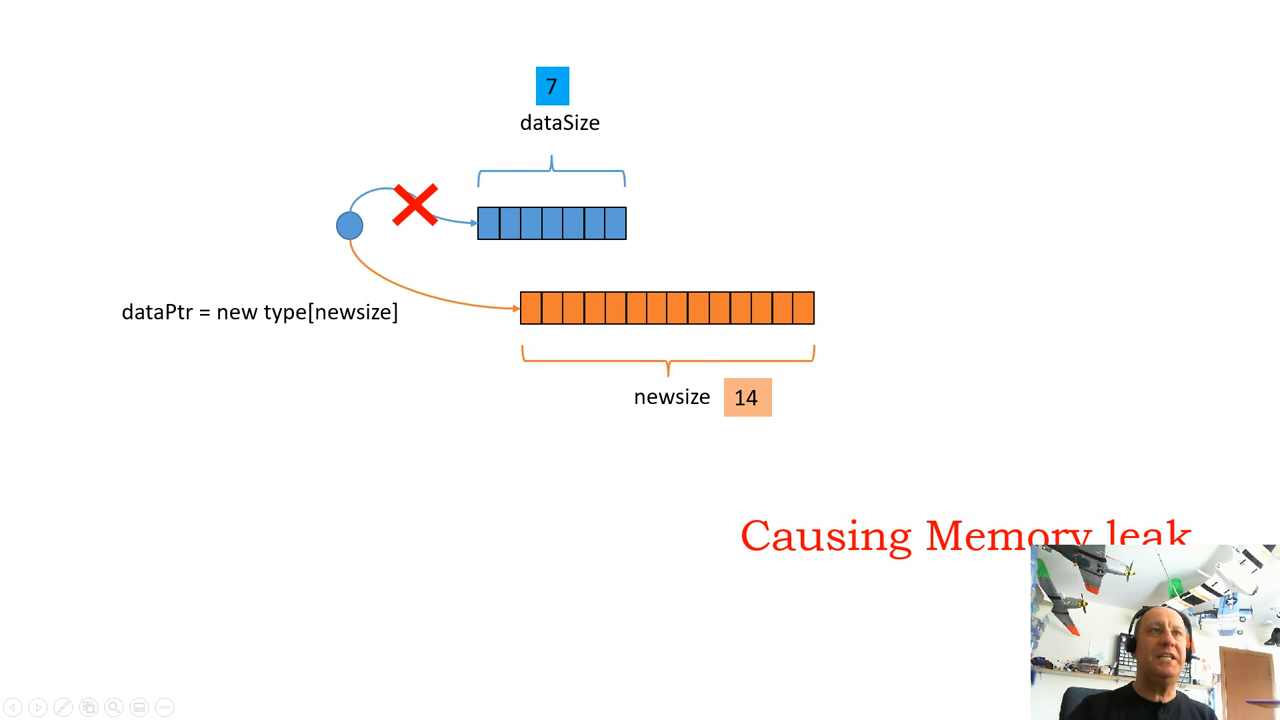 7
dataSize
dataPtr = new type[newsize]
newsize 14
Causing Memory leak